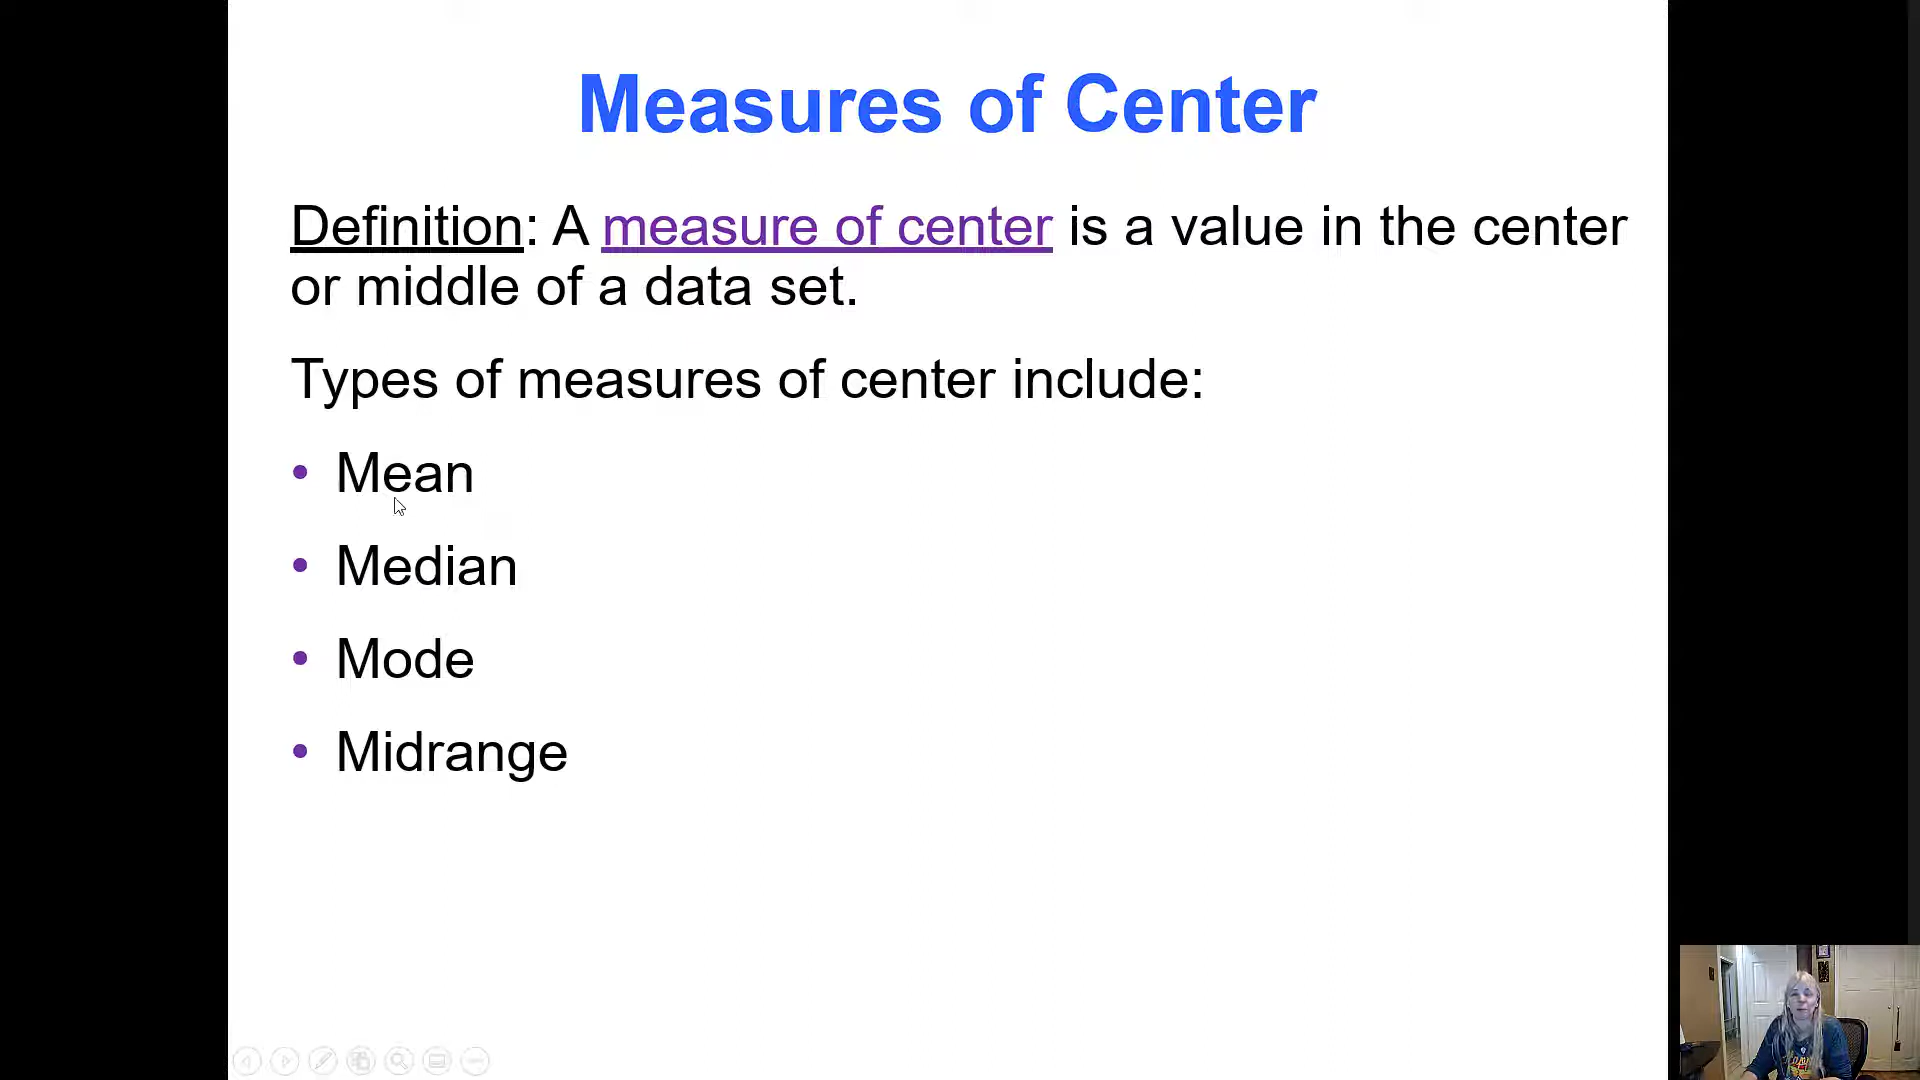 Measures of Center
Definition: A measure of center is a value in the center
or middle of a data set.
Types of measures of center include:
• Mean
• Median
• Mode
• Midrange